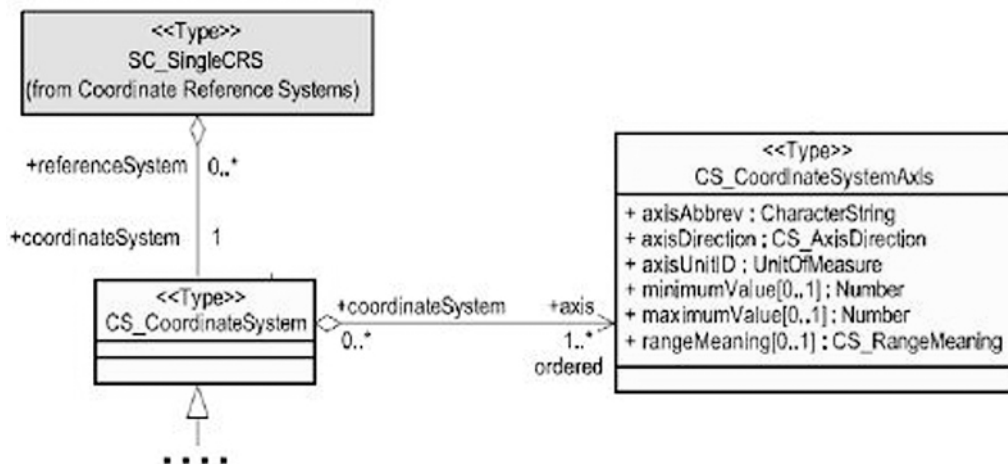 <<Type>>
SC_SingleCRS
(from Coordinate Reference Systems)
+referenceSystem 0..*
+coordinateSystem 1
<<Type>>
CS_CoordinateSystem
+coordinateSystem
0..*
+axis
1..*
ordered
<<Type>>
CS_CoordinateSystemAxis
+ axisAbbrev : CharacterString
+ axisDirection : CS_AxisDirection
+ axisUnitID : UnitOfMeasure
+ minimumValue[0..1] : Number
+ maximumValue[0..1] : Number
+ rangeMeaning[0..1] : CS_RangeMeaning